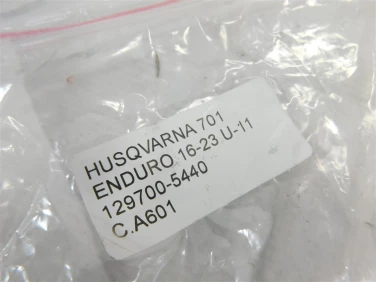 HUSQVARNA 701
ENDURO 16-23 U-11
129700-5440
C.A601